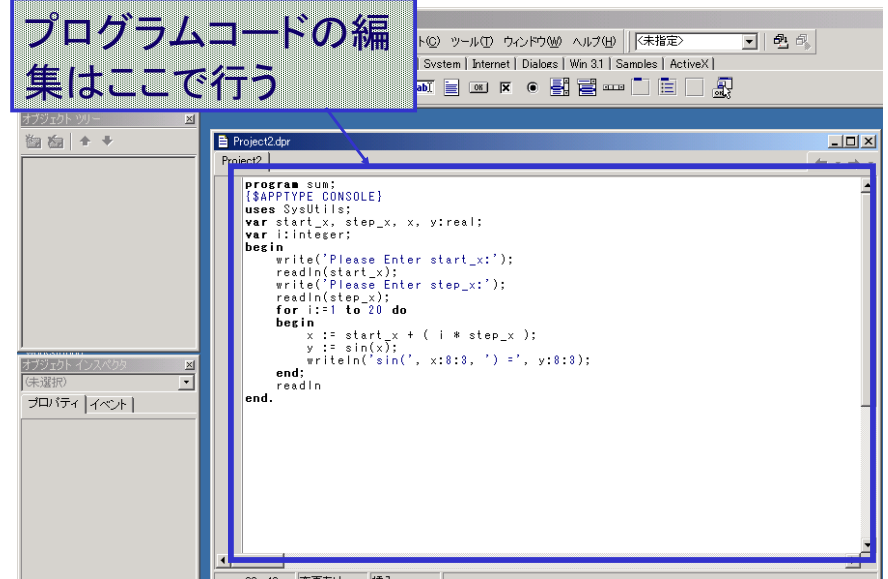 プログラムコードの編
集はここで行う
ト(C) ツール(T) ウィンドウ(W) ヘルプ(H) <未指定>
System Internet Dialogs Win 3.1 Samples ActiveX
オブジェクト ツリー
Project2.dpr
Project2
program sum;
{$APPTYPE CONSOLE}
uses SysUtils;
var start_x, step_x, x, y:real;
var i:integer;
begin
write('Please Enter start_x:');
readln(start_x);
write('Please Enter step_x:');
readln(step_x);
for i:=1 to 20 do
begin
x := start_x + ( i * step_x );
y := sin(x);
writeln('sin(', x:8:3, ') =', y:8:3);
end;
readln
end.
オブジェクト インスペクタ
(未選択)
プロパティ イベント